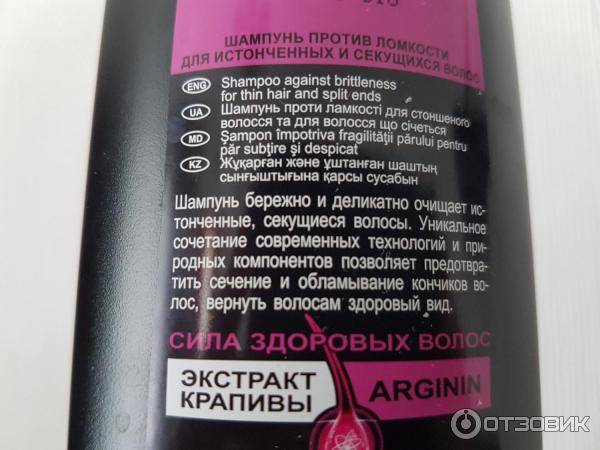 ШАМПУНЬ ПРОТИВ ЛОМКОСТИ
ДЛЯ ИСТОНЧЕННЫХ И СЕКУЩИХСЯ ВОЛОС
ENG Shampoo against brittleness
for thin hair and split ends
UA Шампунь проти ламкості для стоншеного
волосся та для волосся що січеться
MD Şampon împotriva fragilităţii părului pentru
păr subţire şi despicat
KZ Жұқарған және ұштанған шаштың
сынғыштығына қарсы сусабын
Шампунь бережно и деликатно очищает ис-
тонченные, секущиеся волосы. Уникальное
сочетание современных технологий и при-
родных компонентов позволяет предотвра-
тить сечение и обламывание кончиков во-
лос, вернуть волосам здоровый вид.
СИЛА ЗДОРОВЫХ ВОЛОС
ЭКСТРАКТ
КРАПИВЫ
ARGININ
ОТЗОВИК